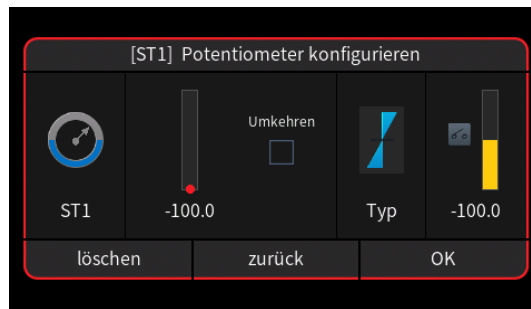 [ST1] Potentiometer konfigurieren
Umkehren
ST1
-100.0
Typ
-100.0
löschen
zurück
OK